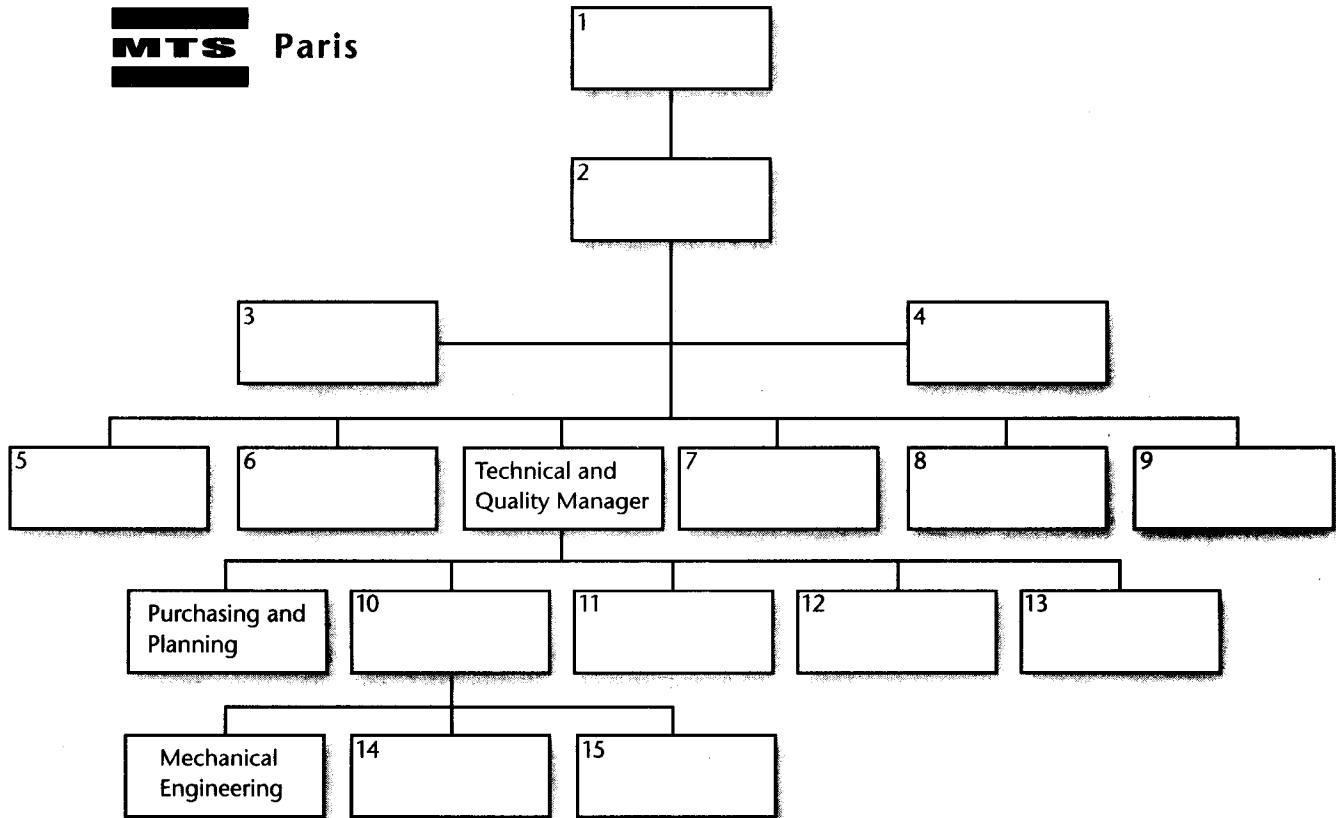 MTS Paris
1
2
3
4
5
6
Technical and
Quality Manager
7
8
9
Purchasing and
Planning
10
11
12
13
Mechanical
Engineering
14
15